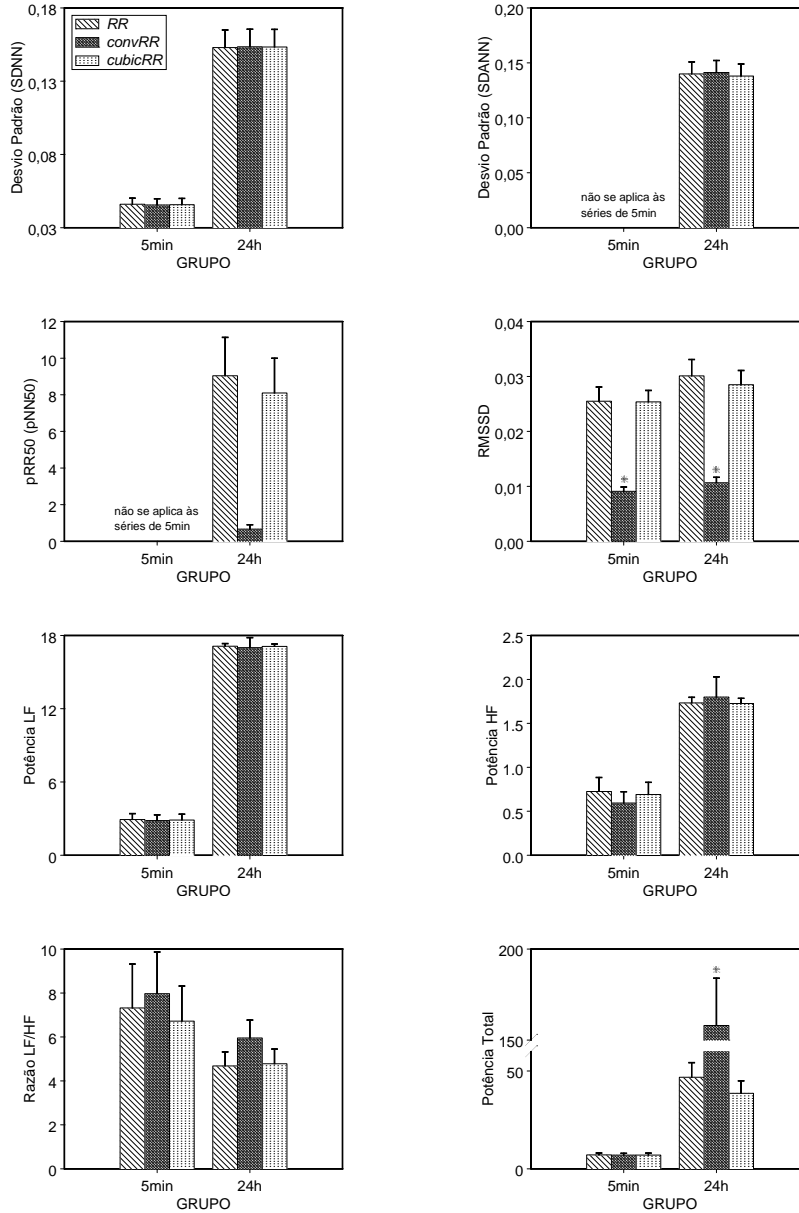 Desvio Padrão (SDNN)
0,18
0,13
0,08
0,03
RR
convRR
cubicRR
5min
24h
GRUPO
Desvio Padrão (SDANN)
0,20
0,15
0,10
0,05
0,00
não se aplica às
séries de 5min
5min
24h
GRUPO
pRR50 (pNN50)
12
10
8
6
4
2
0
não se aplica às
séries de 5min
5min
24h
GRUPO
RMSSD
0,04
0,03
0,02
0,01
0,00
*
*
5min
24h
GRUPO
Potência LF
18
12
6
0
5min
24h
GRUPO
Potência HF
2.5
2.0
1.5
1.0
0.5
0.0
5min
24h
GRUPO
Razão LF/HF
10
8
6
4
2
0
5min
24h
GRUPO
Potência Total
200
150
50
0
*
5min
24h
GRUPO